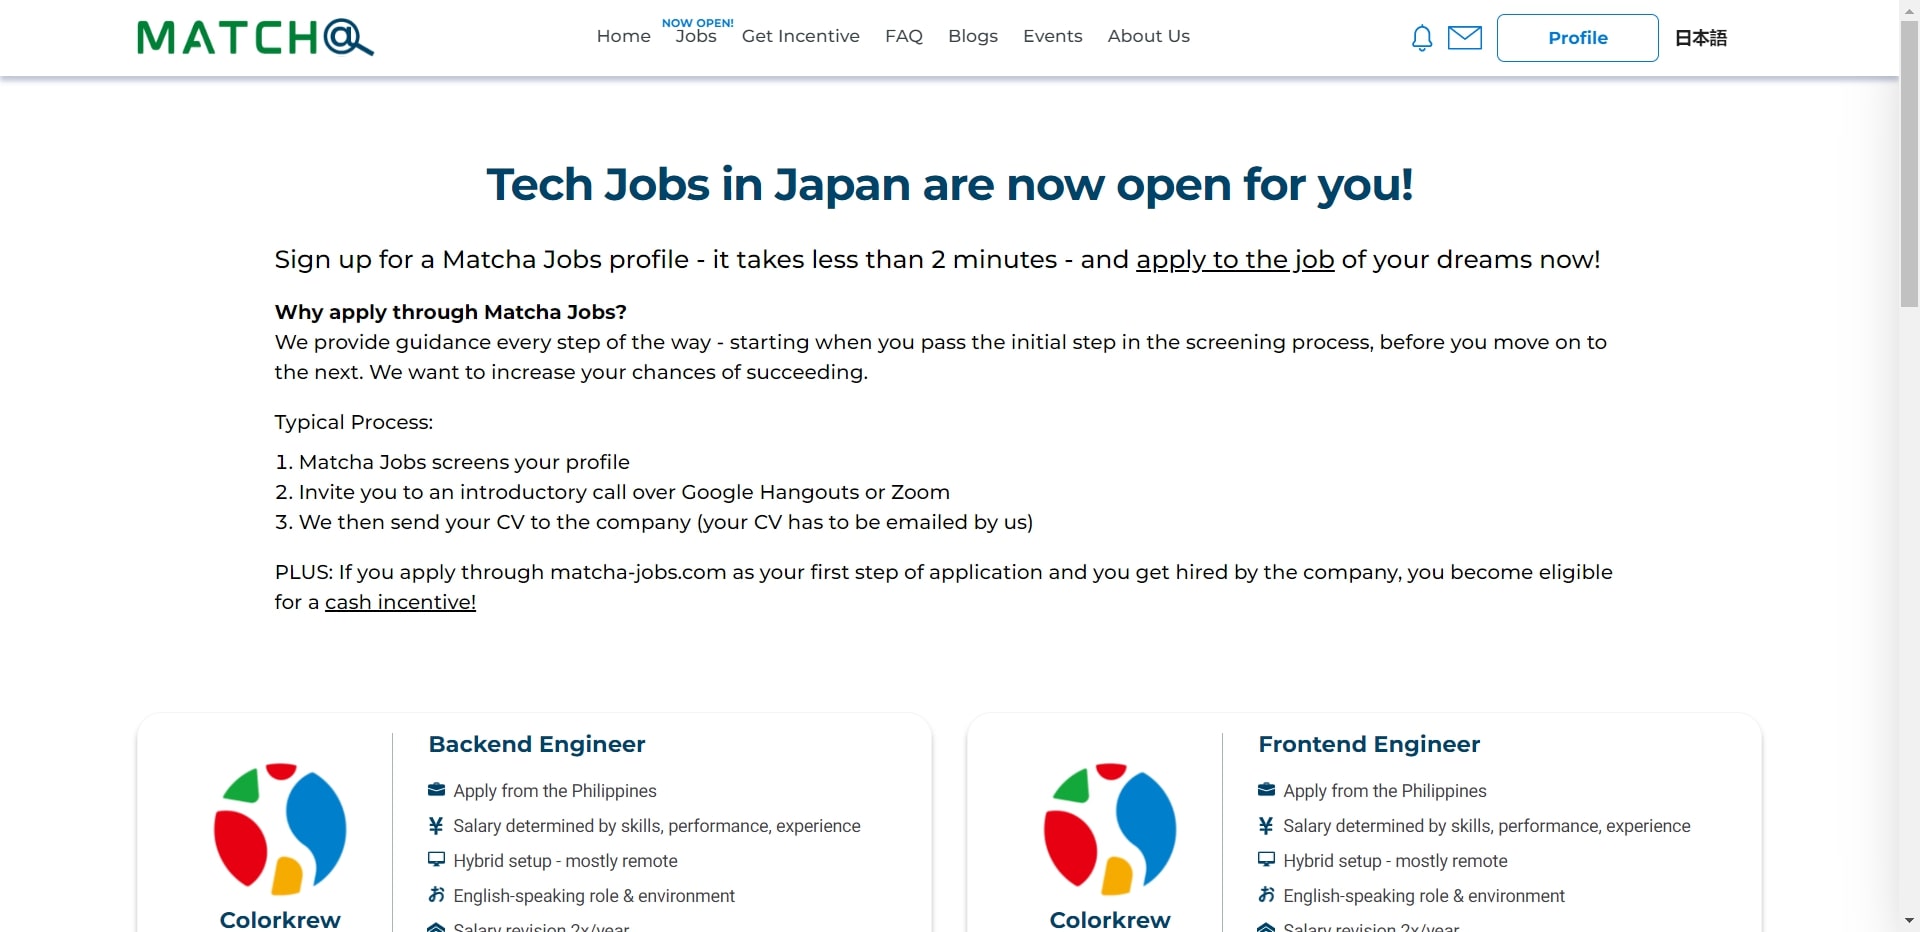 MATCH@
Home
NOW OPEN!
Jobs
Get Incentive
FAQ
Blogs
Events
About Us
Profile
日本語
Tech Jobs in Japan are now open for you!
Sign up for a Matcha Jobs profile - it takes less than 2 minutes - and apply to the job of your dreams now!
Why apply through Matcha Jobs?
We provide guidance every step of the way - starting when you pass the initial step in the screening process, before you move on to
the next. We want to increase your chances of succeeding.
Typical Process:
1. Matcha Jobs screens your profile
2. Invite you to an introductory call over Google Hangouts or Zoom
3. We then send your CV to the company (your CV has to be emailed by us)
PLUS: If you apply through matcha-jobs.com as your first step of application and you get hired by the company, you become eligible
for a cash incentive!
Colorkrew
Backend Engineer
Apply from the Philippines
¥ Salary determined by skills, performance, experience
Hybrid setup - mostly remote
お English-speaking role & environment
Salary revision 2x/year
Colorkrew
Frontend Engineer
Apply from the Philippines
¥ Salary determined by skills, performance, experience
Hybrid setup - mostly remote
お English-speaking role & environment
Salary revision 2x/year